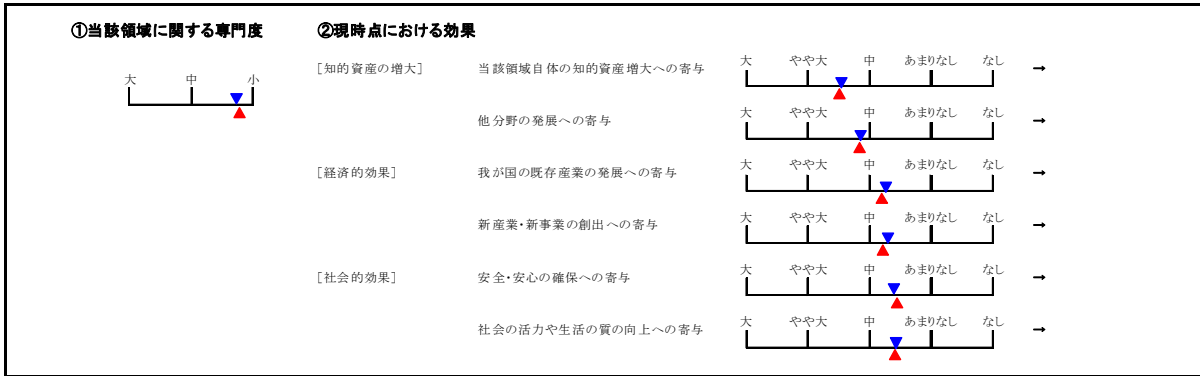 ①当該領域に関する専門度 ②現時点における効果
大 中 小
［知的資産の増大］ 当該領域自体の知的資産増大への寄与 大 やや大 中 あまりなし なし →
他分野の発展への寄与 大 やや大 中 あまりなし なし →
［経済的効果］ 我が国の既存産業の発展への寄与 大 やや大 中 あまりなし なし →
新産業・新事業の創出への寄与 大 やや大 中 あまりなし なし →
［社会的効果］ 安全・安心の確保への寄与 大 やや大 中 あまりなし なし →
社会の活力や生活の質の向上への寄与 大 やや大 中 あまりなし なし →